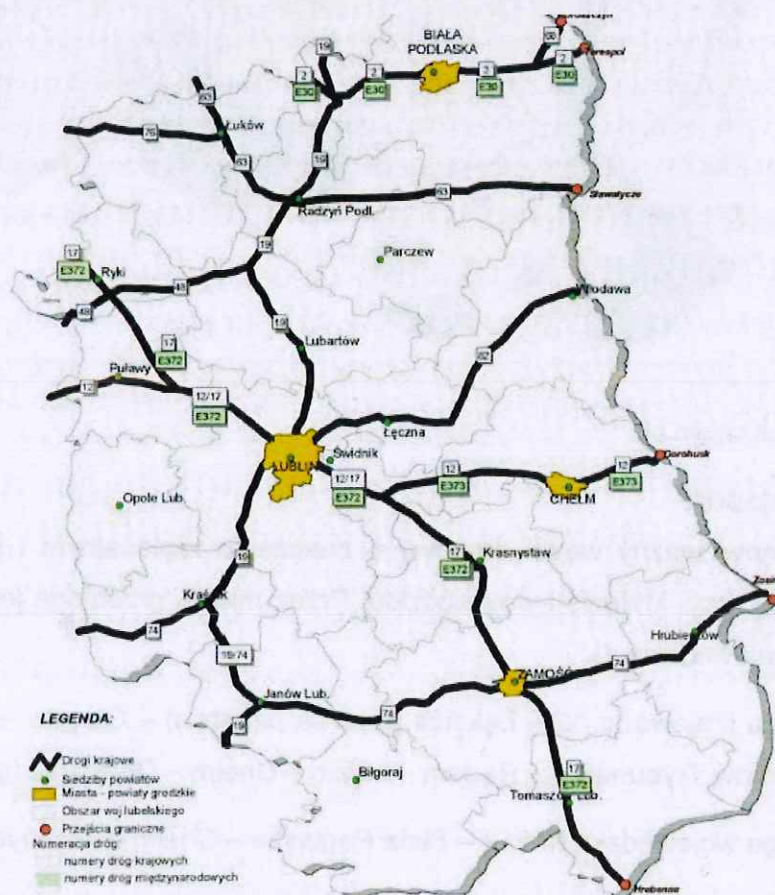 BIAŁA
PODLASKA
19
68
2
E30
2
E30
2
E30
2
E30
Terespol
63
Łuków
76
63
19
Radzyń Podl.
63
Sławatycze
19
Parczew
17
E372
Ryki
48
48
19
Włodawa
82
Lubartów
17
E372
Puławy
12
12/17
E372
Łęczna
LUBLIN
Świdnik
12/17
E372
12
E373
CHEŁM
12
E373
Dorohusk
Opole Lub.
17
E372
Krasnystaw
19
Kraśnik
74
19/74
Hrubieszów
ZAMOŚĆ
74
Janów Lub.
74
19
Biłgoraj
17
E372
Tomaszów Lub.
Hrebenne
LEGENDA:
Drogi krajowe
Siedziby powiatów
Miasta - powiaty grodzkie
Obszar woj lubelskiego
Przejścia graniczne
Numeracja dróg:
numery dróg krajowych
numery dróg międzynarodowych